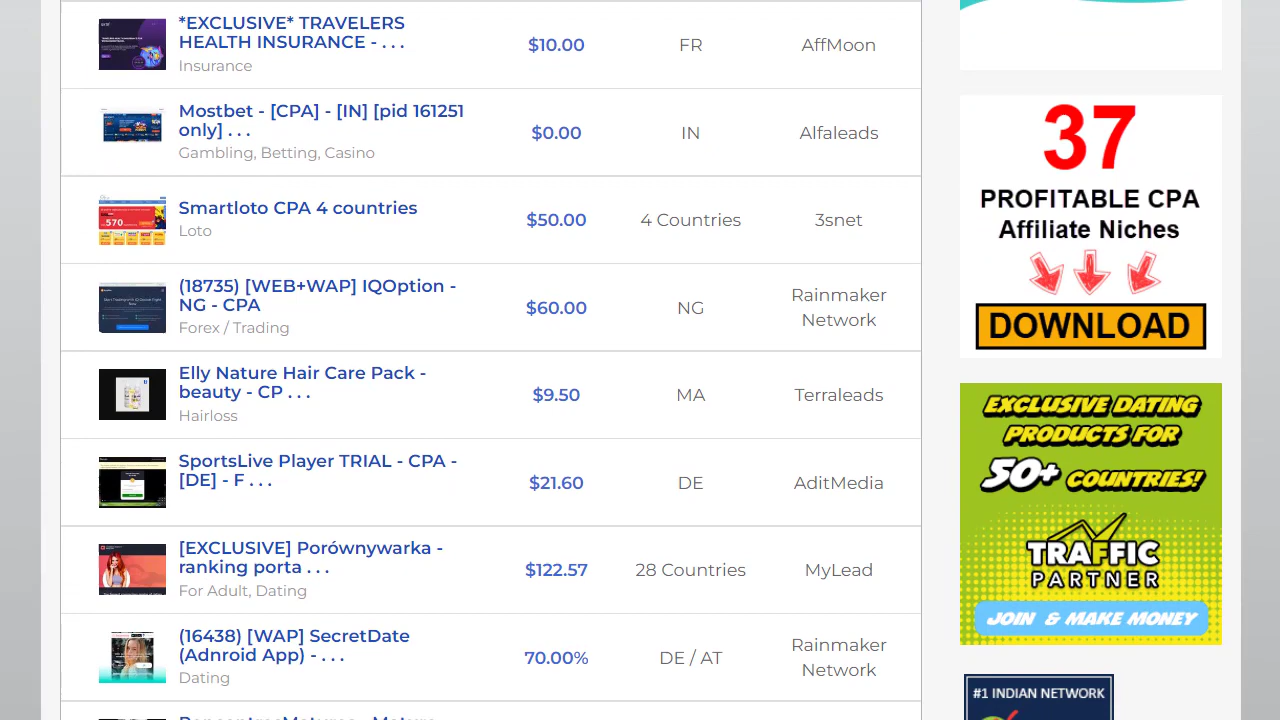 *EXCLUSIVE* TRAVELERS
HEALTH INSURANCE - . . .
Insurance
$10.00
FR
AffMoon
Mostbet - [CPA] - [IN] [pid 161251
only] . . .
Gambling, Betting, Casino
$0.00
IN
Alfaleads
Smartloto CPA 4 countries
Loto
$50.00
4 Countries
3snet
570
(18735) [WEB+WAP] IQOption -
NG - CPA
Forex / Trading
$60.00
NG
Rainmaker
Network
Elly Nature Hair Care Pack -
beauty - CP . . .
Hairloss
$9.50
MA
Terraleads
SportsLive Player TRIAL - CPA -
[DE] - F . . .
$21.60
DE
AditMedia
[EXCLUSIVE] Porównywarka -
ranking porta . . .
For Adult, Dating
$122.57
28 Countries
MyLead
(16438) [WAP] SecretDate
(Adnroid App) - . . .
Dating
70.00%
DE / AT
Rainmaker
Network
37
PROFITABLE CPA
Affiliate Niches
DOWNLOAD
EXCLUSIVE DATING
PRODUCTS FOR
50+ COUNTRIES!
TRAFFIC
PARTNER
JOIN & MAKE MONEY
#1 INDIAN NETWORK